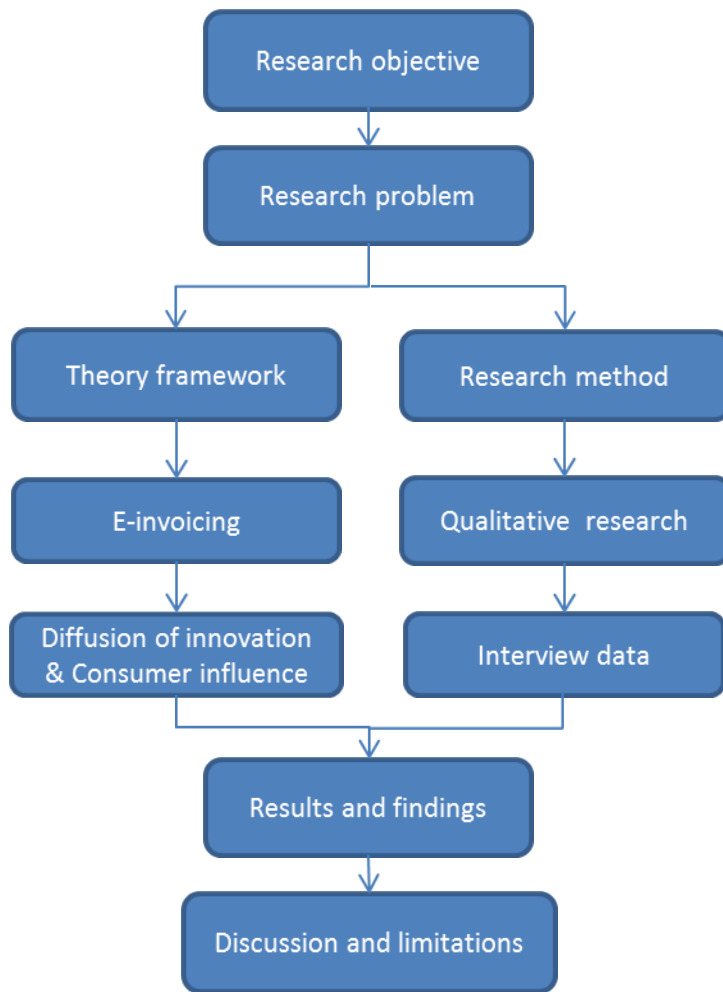 Research objective
Research problem
Theory framework
Research method
E-invoicing
Qualitative research
Diffusion of innovation
& Consumer influence
Interview data
Results and findings
Discussion and limitations